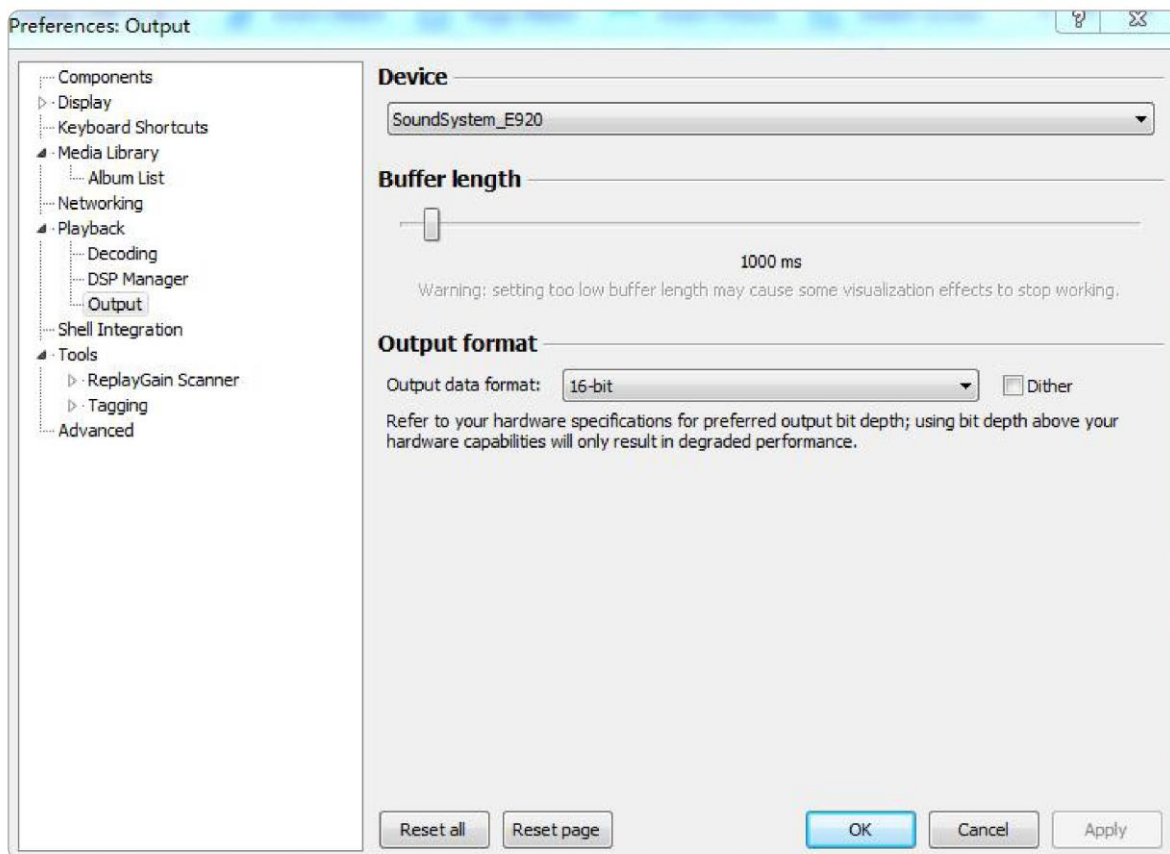 Preferences: Output
Components
Display
Keyboard Shortcuts
Media Library
Album List
Networking
Playback
Decoding
DSP Manager
Output
Shell Integration
Tools
ReplayGain Scanner
Tagging
Advanced
Device
SoundSystem_E920
Buffer length
1000 ms
Warning: setting too low buffer length may cause some visualization effects to stop working.
Output format
Output data format: 16-bit Dither
Refer to your hardware specifications for preferred output bit depth; using bit depth above your
hardware capabilities will only result in degraded performance.
Reset all Reset page OK Cancel Apply